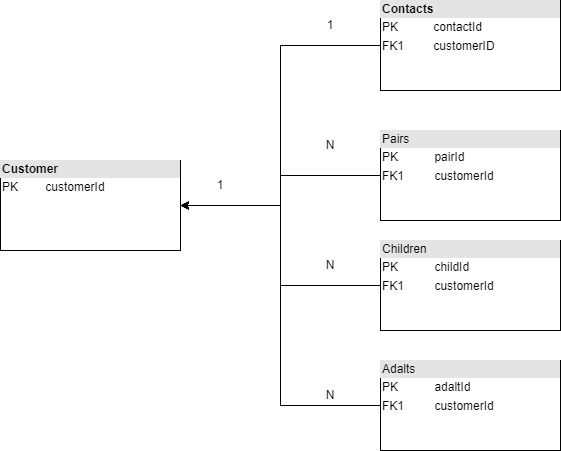 Contacts
PK contactId
FK1 customerID
1
Pairs
PK pairId
FK1 customerId
N
Customer
PK customerId
1
Children
PK childId
FK1 customerId
N
Adalts
PK adaltId
FK1 customerId
N